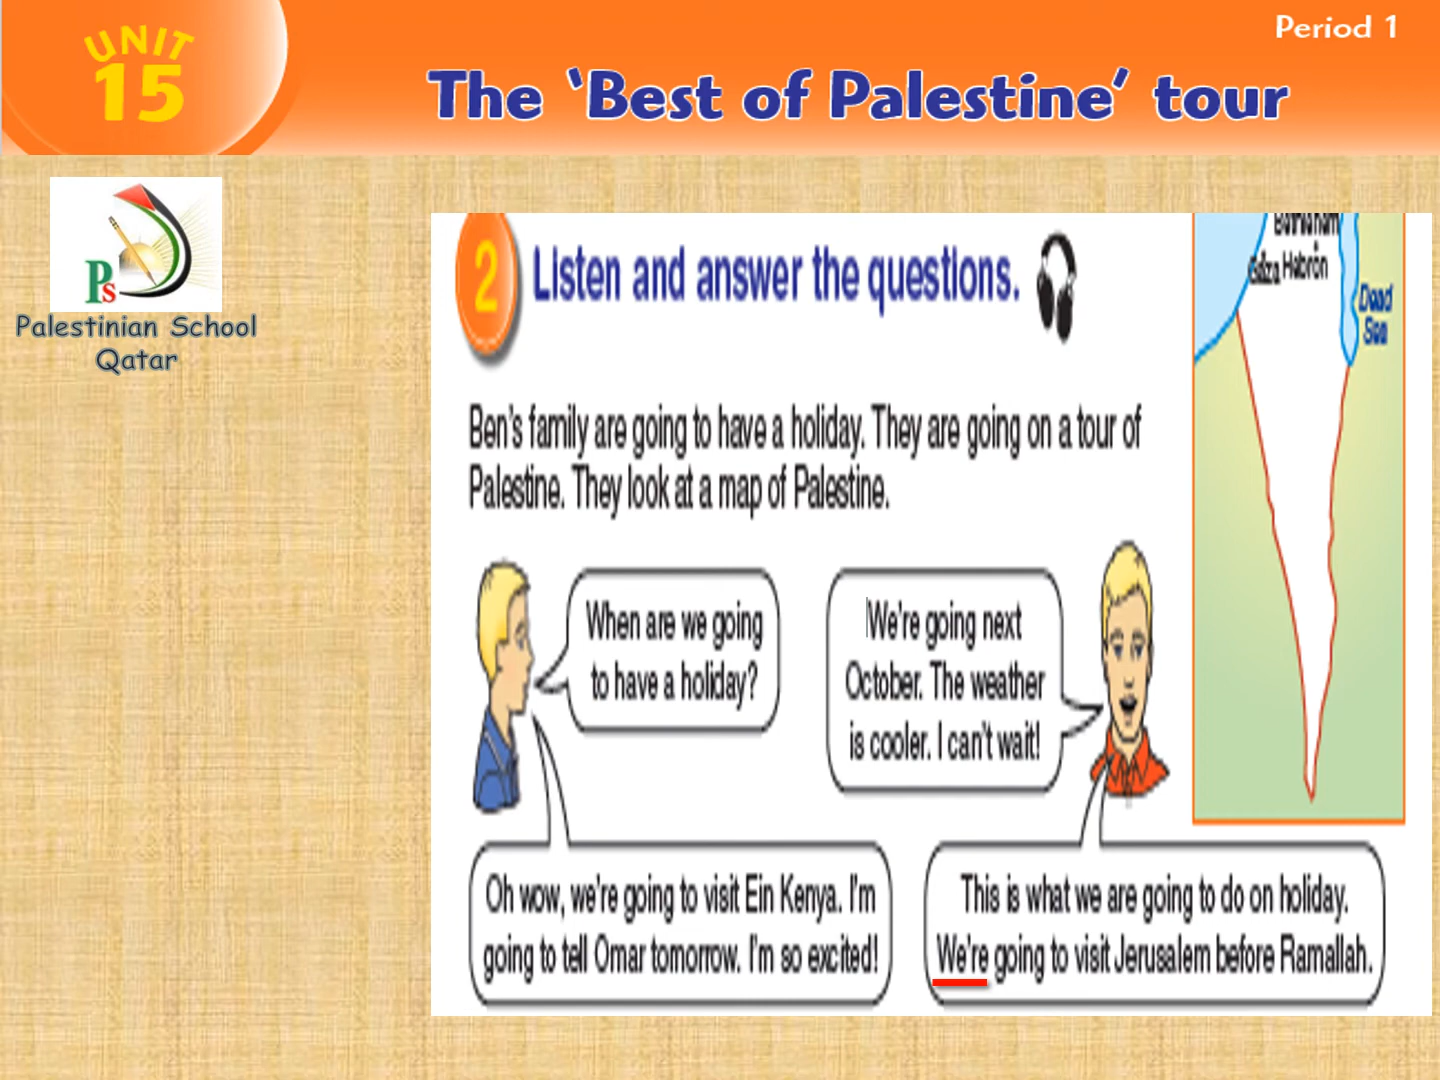 UNIT
15
Period 1
The ‘Best of Palestine’ tour
Ps
Palestinian School
Qatar
2
Listen and answer the questions.
Bethlehem
Gaza Hebron
Dead
Sea
Ben’s family are going to have a holiday. They are going on a tour of
Palestine. They look at a map of Palestine.
When are we going
to have a holiday?
We’re going next
October. The weather
is cooler. I can’t wait!
Oh wow, we’re going to visit Ein Kenya. I’m
going to tell Omar tomorrow. I’m so excited!
This is what we are going to do on holiday.
We’re going to visit Jerusalem before Ramallah.